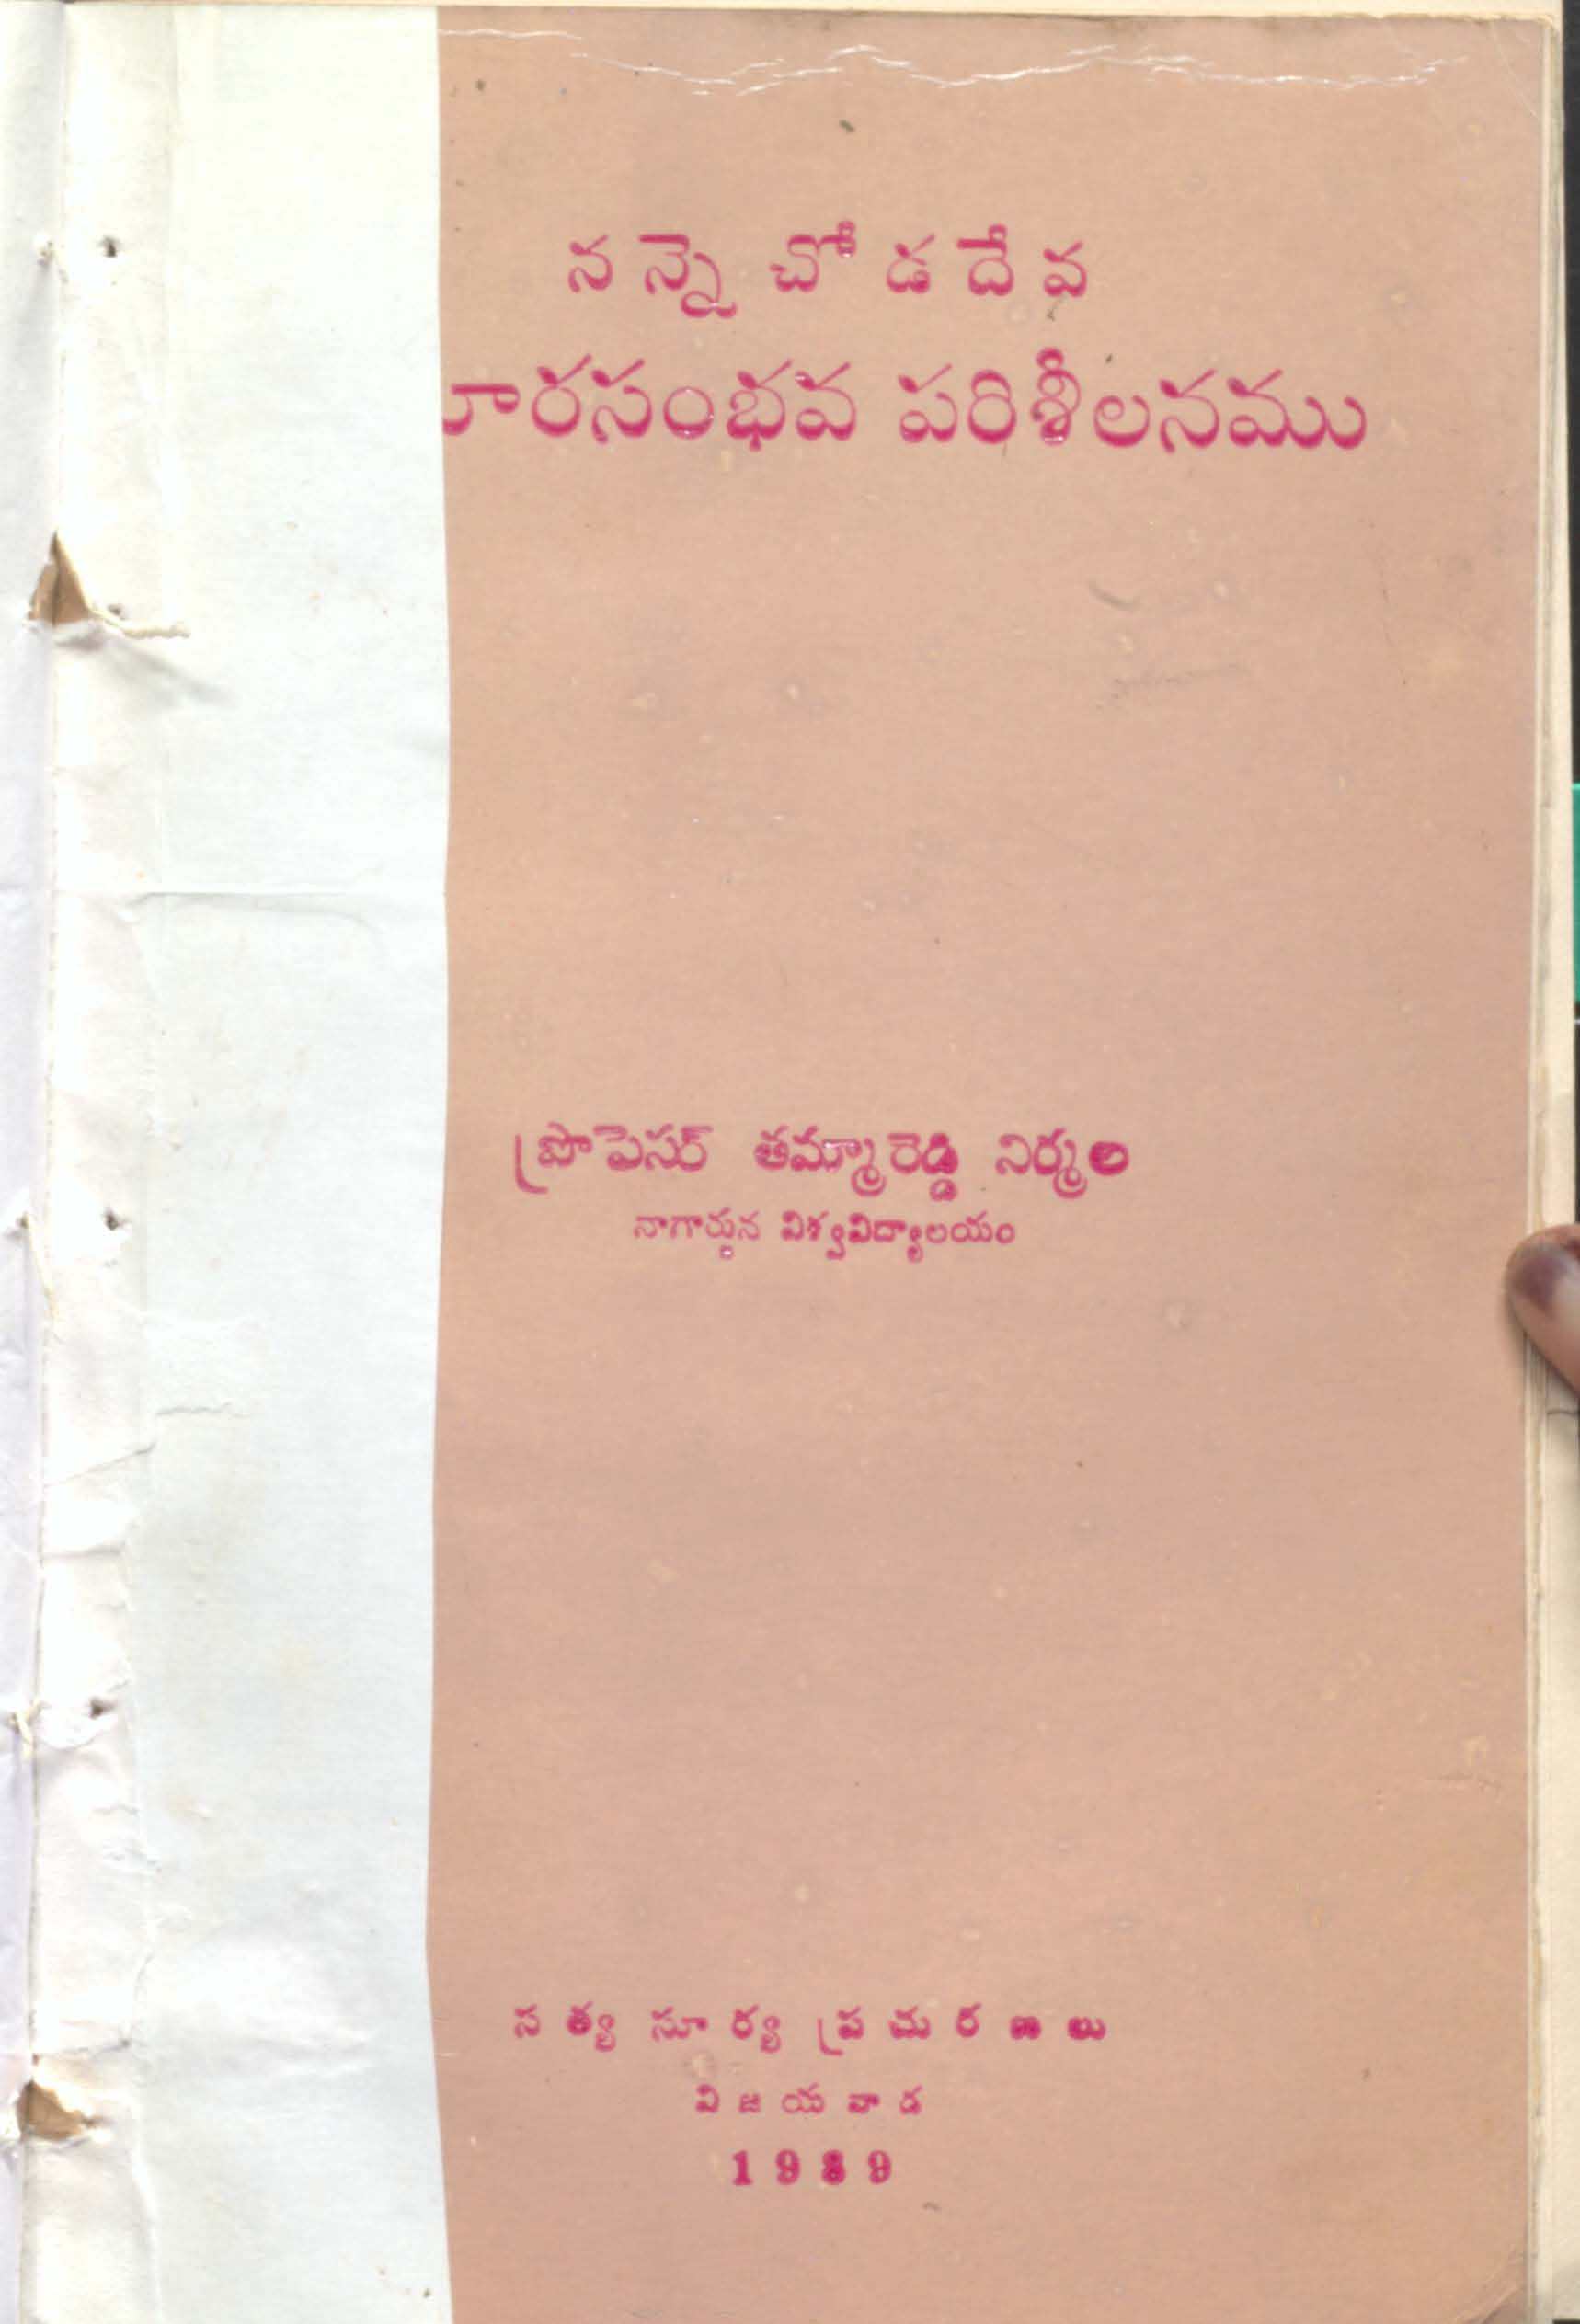 నన్నెచోడదేవ
మారసంభవ పరిశీలనము
ప్రొపెసర్ తమ్మారెడ్డి నిర్మల
నాగార్జున విశ్వవిద్యాలయం
సత్యసూర్య ప్రచురణలు
విజయవాడ
1989